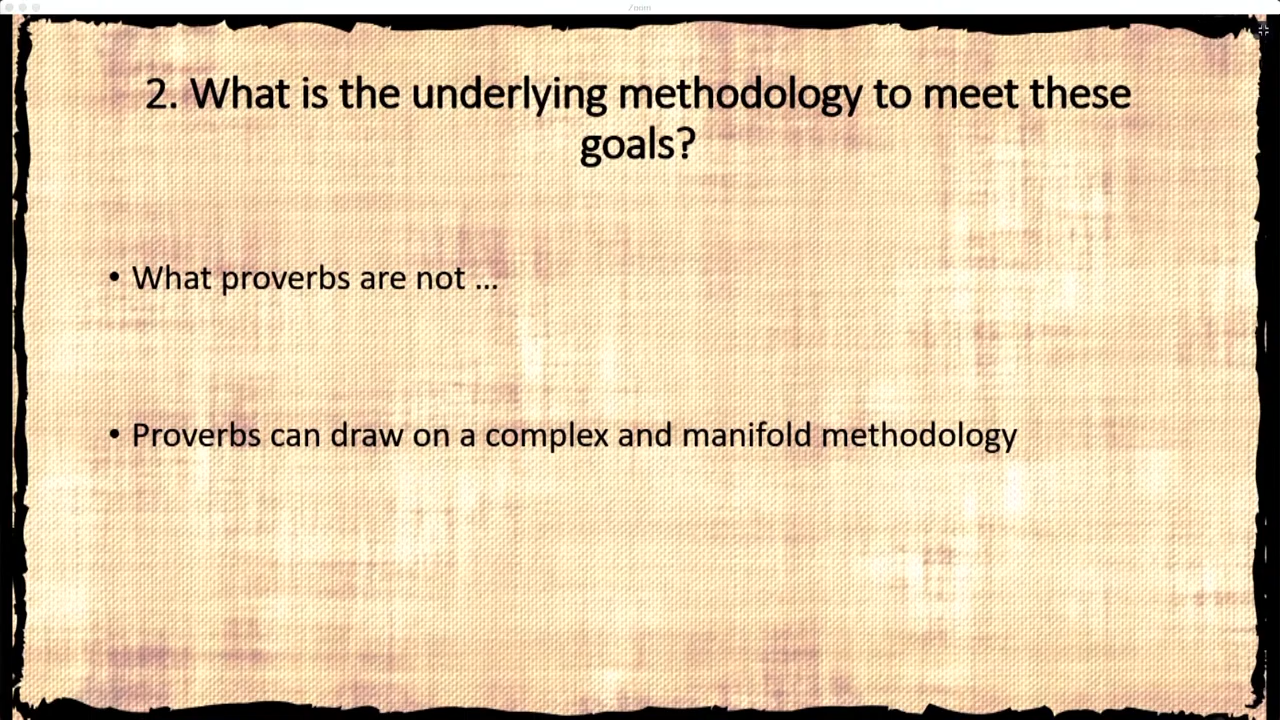 2. What is the underlying methodology to meet these
goals?
• What proverbs are not ...
• Proverbs can draw on a complex and manifold methodology